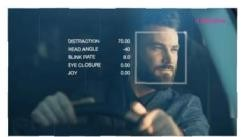 DISTRACTION 70.00
HEAD ANGLE -40
BLINK RATE 8.0
EYE CLOSURE 0.00
JOY 0.00